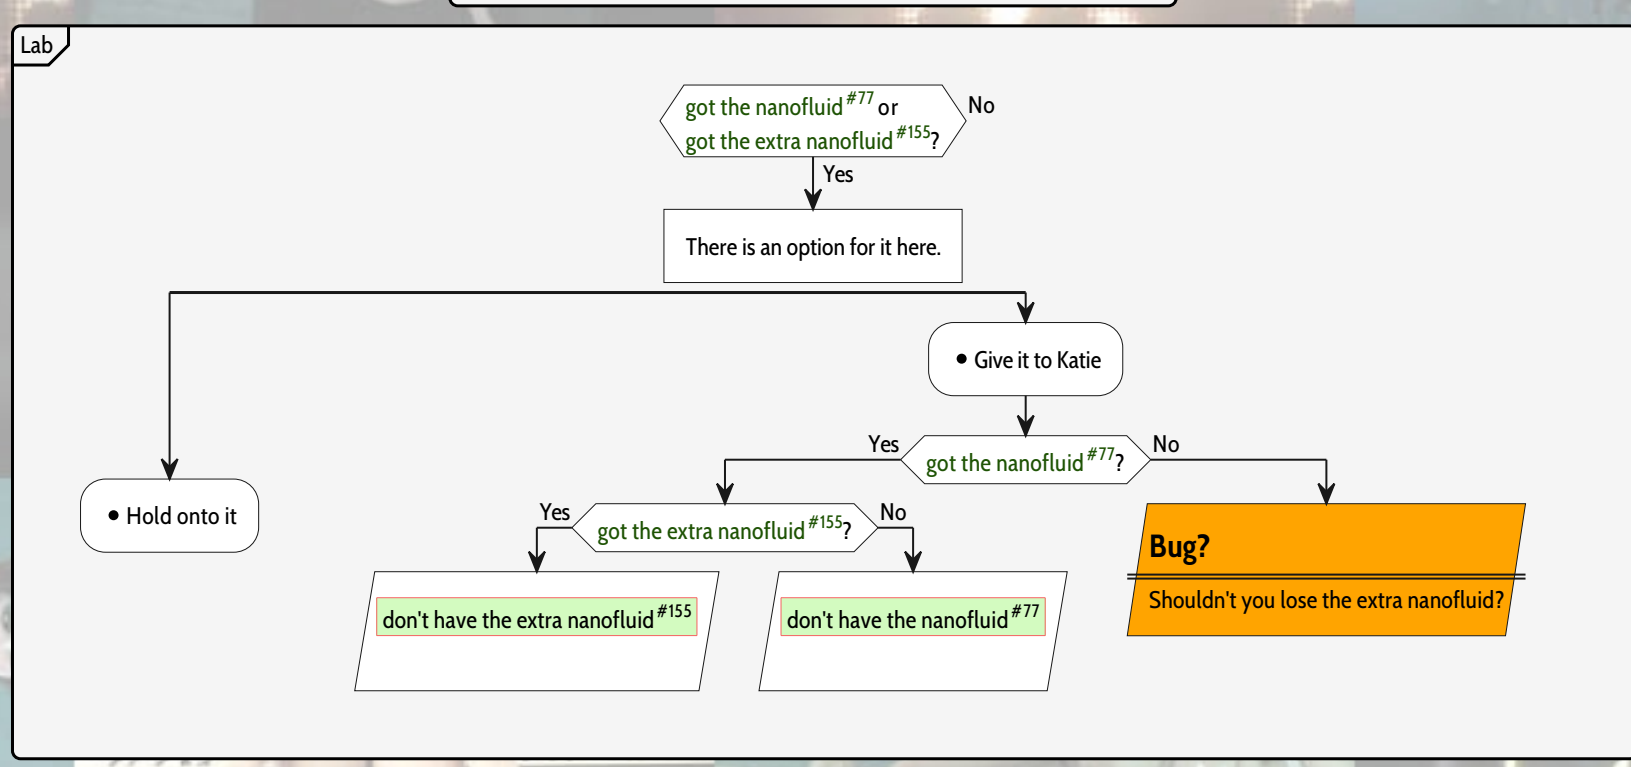 Lab
got the nanofluid #77 or
got the extra nanofluid #155?
No
Yes
There is an option for it here.
• Give it to Katie
Yes
got the nanofluid #77?
No
• Hold onto it
Yes
got the extra nanofluid #155?
No
Bug?
Shouldn't you lose the extra nanofluid?
don't have the extra nanofluid #155
don't have the nanofluid #77